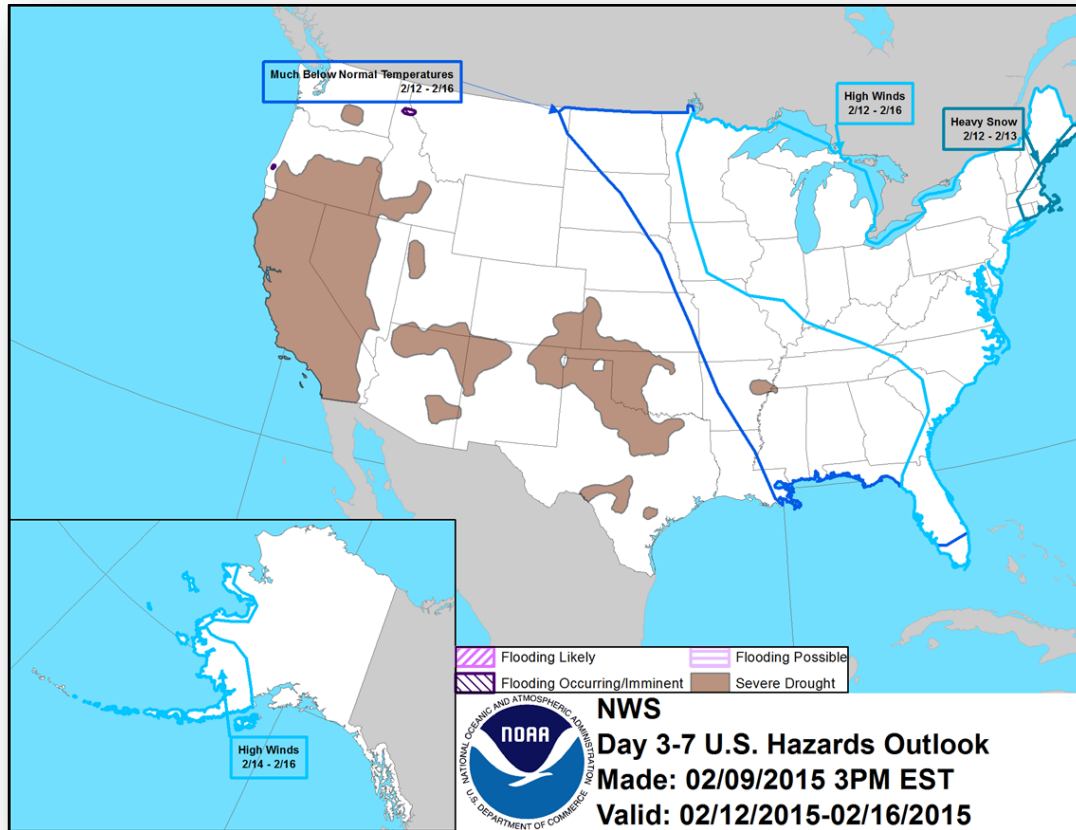 Much Below Normal Temperatures
2/12 - 2/16
High Winds
2/12 - 2/16
Heavy Snow
2/12 - 2/13
High Winds
2/14 - 2/16
Flooding Likely
Flooding Possible
Flooding Occurring/Imminent
Severe Drought
NATIONAL OCEANIC AND ATMOSPHERIC ADMINISTRATION
NOAA
U.S. DEPARTMENT OF COMMERCE
NWS
Day 3-7 U.S. Hazards Outlook
Made: 02/09/2015 3PM EST
Valid: 02/12/2015-02/16/2015